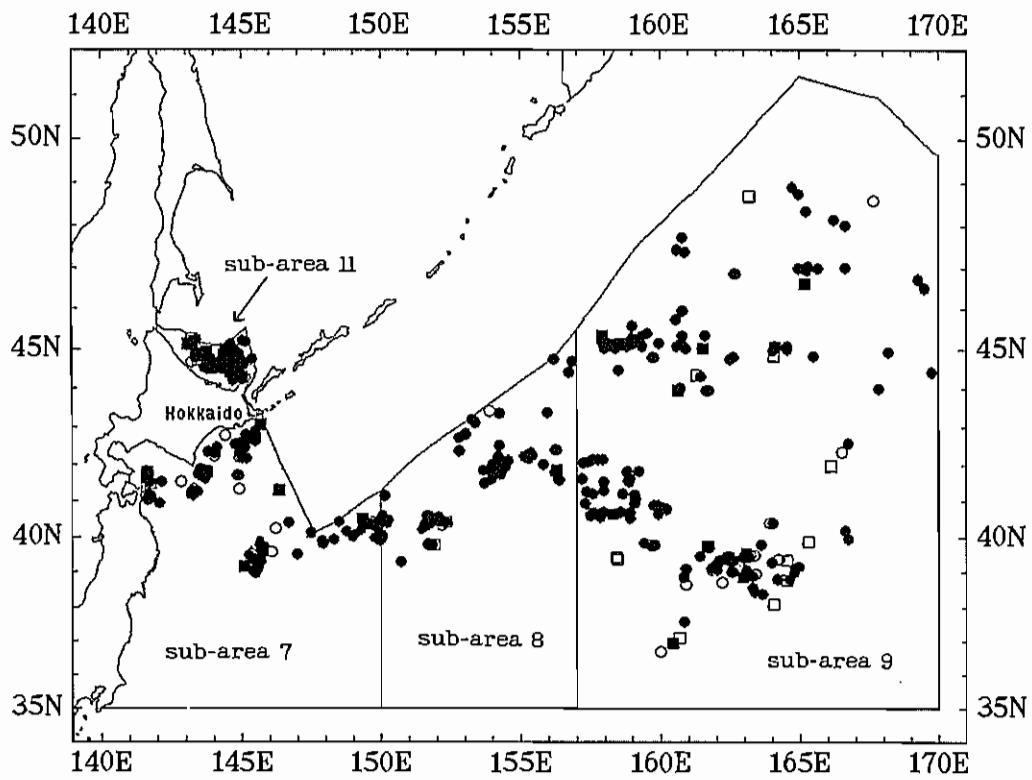 140E 145E 150E 155E 160E 165E 170E
50N 50N
sub-area 11
45N 45N
Hokkaido
40N 40N
sub-area 7 sub-area 8 sub-area 9
35N 35N
140E 145E 150E 155E 160E 165E 170E